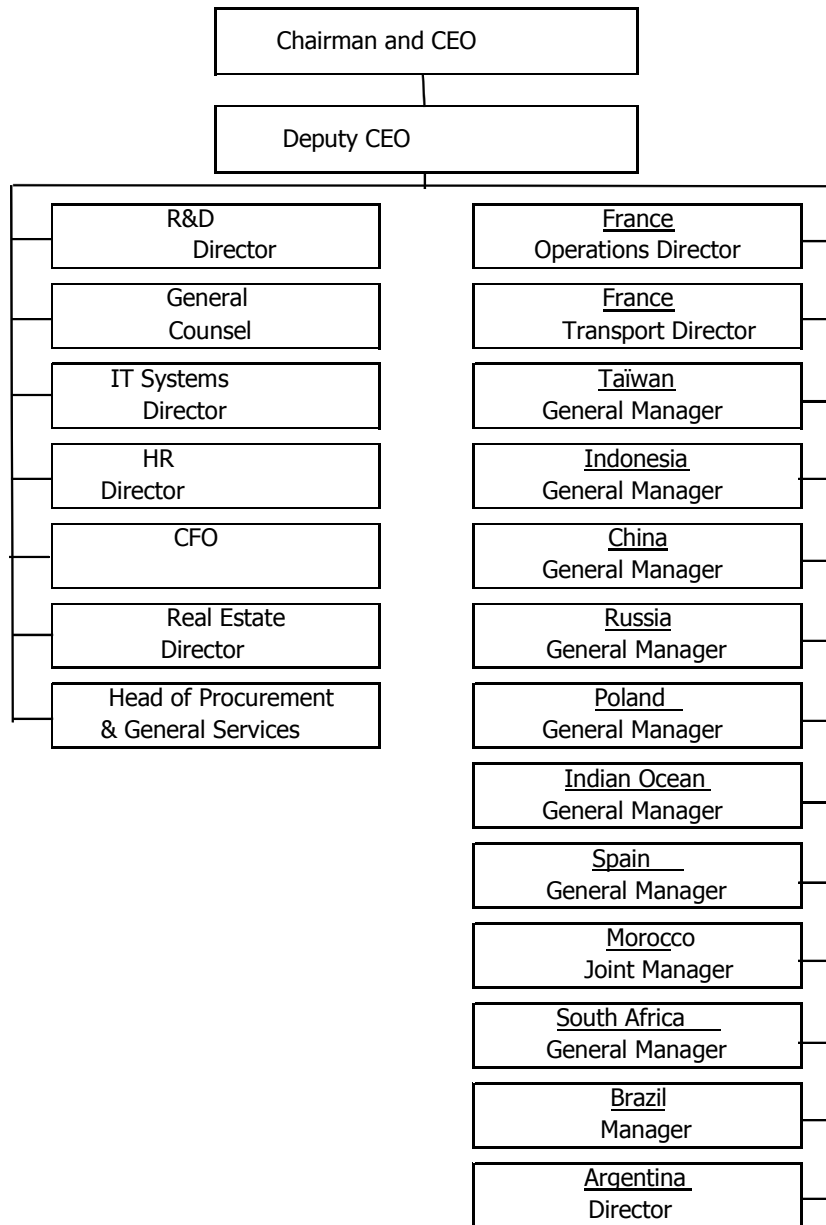 Chairman and CEO
Deputy CEO
R&D
Director
General
Counsel
IT Systems
Director
HR
Director
CFO
Real Estate
Director
Head of Procurement
& General Services
France
Operations Director
France
Transport Director
Taïwan
General Manager
Indonesia
General Manager
China
General Manager
Russia
General Manager
Poland
General Manager
Indian Ocean
General Manager
Spain
General Manager
Morocco
Joint Manager
South Africa
General Manager
Brazil
Manager
Argentina
Director